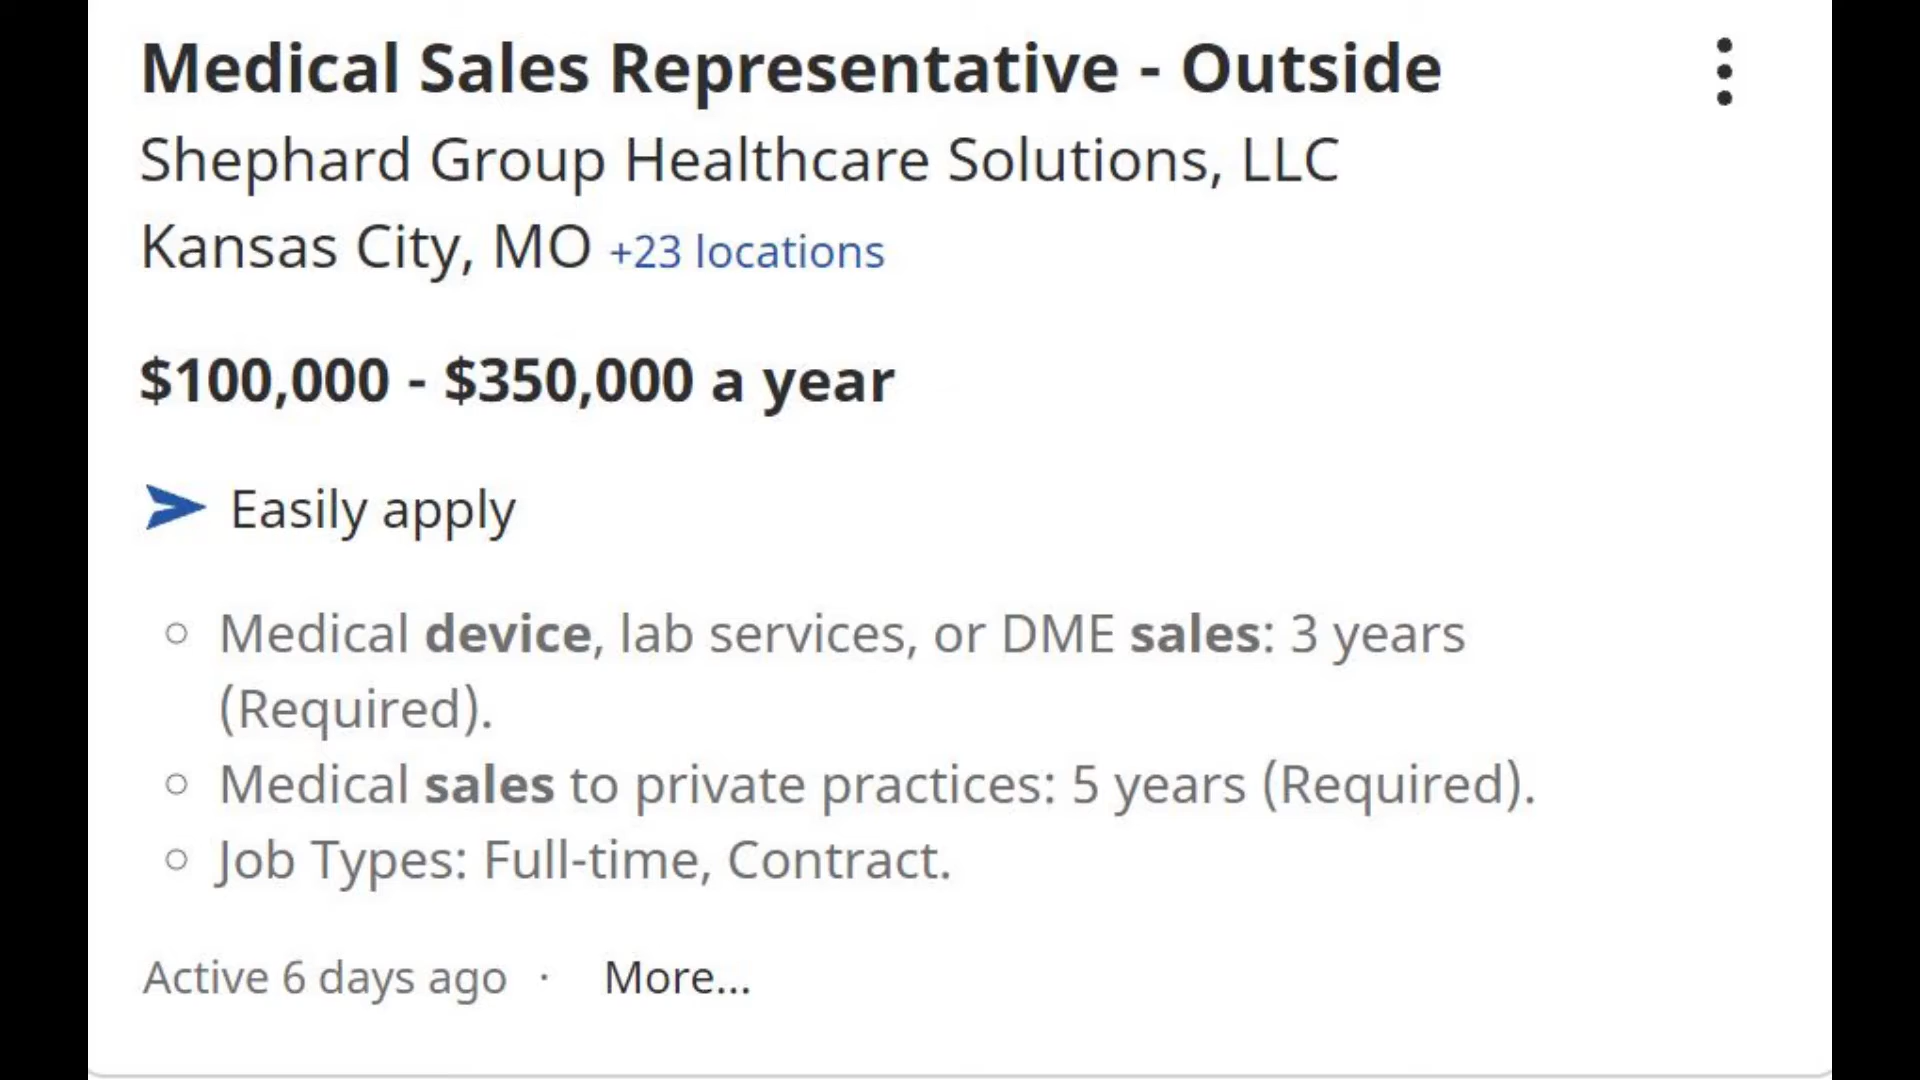 Medical Sales Representative - Outside
Shephard Group Healthcare Solutions, LLC
Kansas City, MO +23 locations
$100,000 - $350,000 a year
Easily apply
Medical device, lab services, or DME sales: 3 years
(Required).
Medical sales to private practices: 5 years (Required).
Job Types: Full-time, Contract.
Active 6 days ago · More...